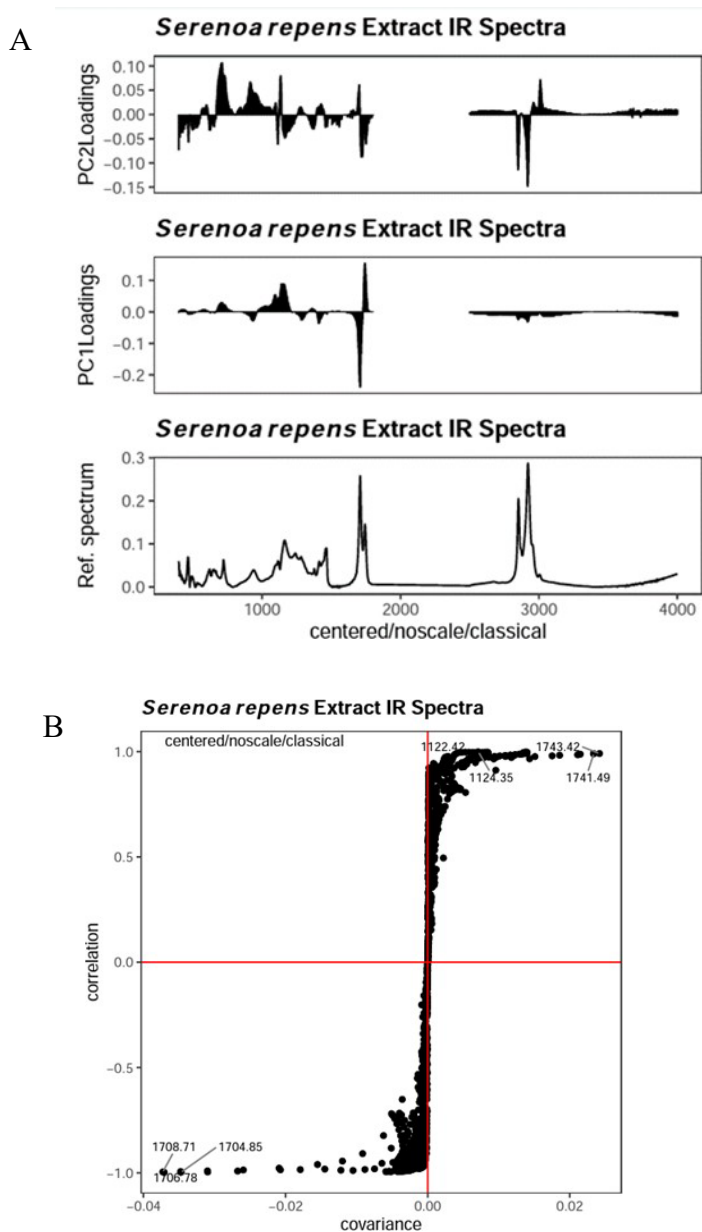 A
Serenoa repens Extract IR Spectra
PC2Loadings
0.10
0.05
0.00
−0.05
−0.10
−0.15
Serenoa repens Extract IR Spectra
PC1Loadings
0.1
0.0
−0.1
−0.2
Serenoa repens Extract IR Spectra
Ref. spectrum
0.3
0.2
0.1
0.0
1000 2000 3000 4000
centered/noscale/classical
B
Serenoa repens Extract IR Spectra
centered/noscale/classical
1122.42 1743.42
1124.35 1741.49
1.0
0.5
0.0
−0.5
−1.0
correlation
1708.71 1704.85
1706.78
−0.04 −0.02 0.00 0.02
covariance